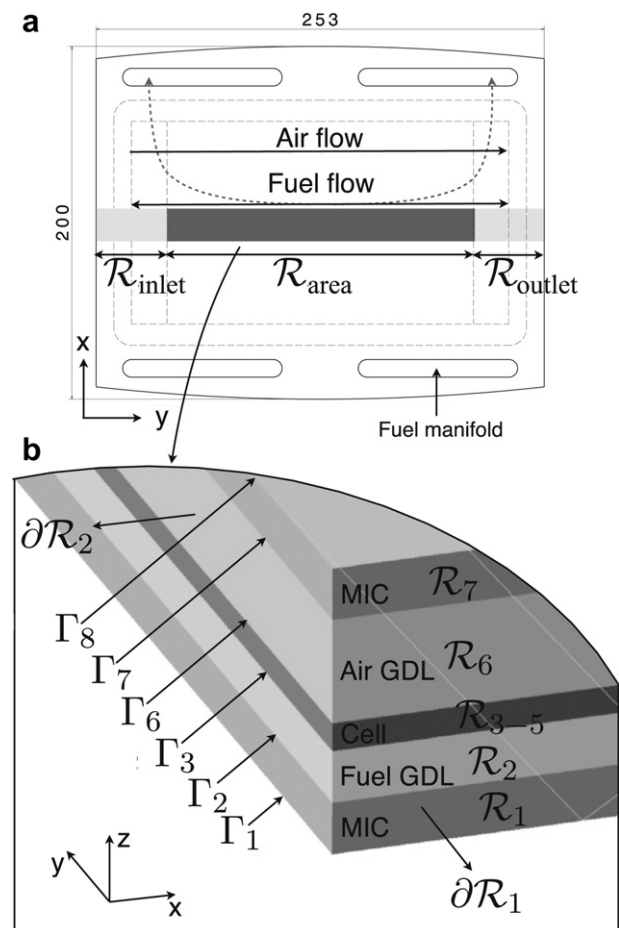 a
253
200
Air flow
Fuel flow
ℛinlet
ℛarea
ℛoutlet
x
y
Fuel manifold
b
∂ℛ2
Γ8
Γ7
Γ6
Γ3
Γ2
Γ1
MIC ℛ7
Air GDL ℛ6
Cell ℛ3−5
Fuel GDL ℛ2
MIC ℛ1
∂ℛ1
y
z
x